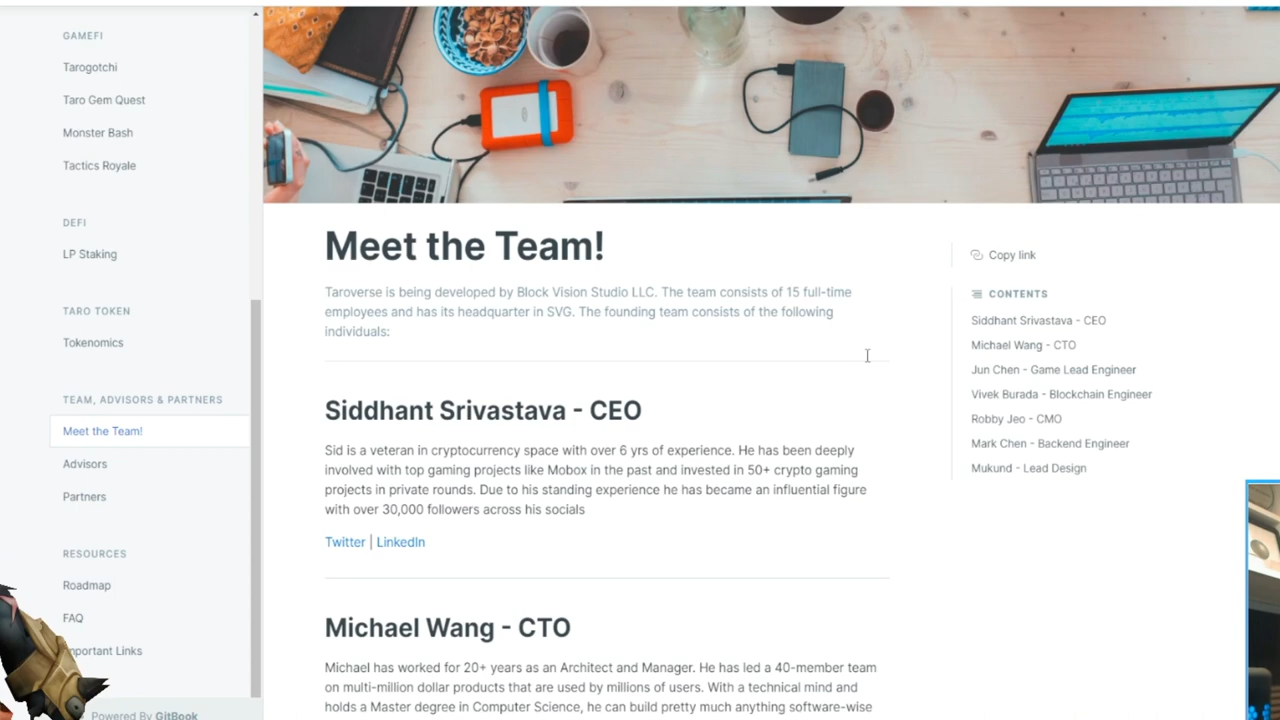 GAMEFI
Tarogotchi
Taro Gem Quest
Monster Bash
Tactics Royale
DEFI
LP Staking
TARO TOKEN
Tokenomics
TEAM, ADVISORS & PARTNERS
Meet the Team!
Advisors
Partners
RESOURCES
Roadmap
FAQ
portant Links
Powered By GitBook
Meet the Team!
Taroverse is being developed by Block Vision Studio LLC. The team consists of 15 full-time
employees and has its headquarter in SVG. The founding team consists of the following
individuals:
Siddhant Srivastava - CEO
Sid is a veteran in cryptocurrency space with over 6 yrs of experience. He has been deeply
involved with top gaming projects like Mobox in the past and invested in 50+ crypto gaming
projects in private rounds. Due to his standing experience he has became an influential figure
with over 30,000 followers across his socials
Twitter | LinkedIn
Michael Wang - CTO
Michael has worked for 20+ years as an Architect and Manager. He has led a 40-member team
on multi-million dollar products that are used by millions of users. With a technical mind and
holds a Master degree in Computer Science, he can build pretty much anything software-wise
Copy link
CONTENTS
Siddhant Srivastava - CEO
Michael Wang - CTO
Jun Chen - Game Lead Engineer
Vivek Burada - Blockchain Engineer
Robby Jeo - CMO
Mark Chen - Backend Engineer
Mukund - Lead Design